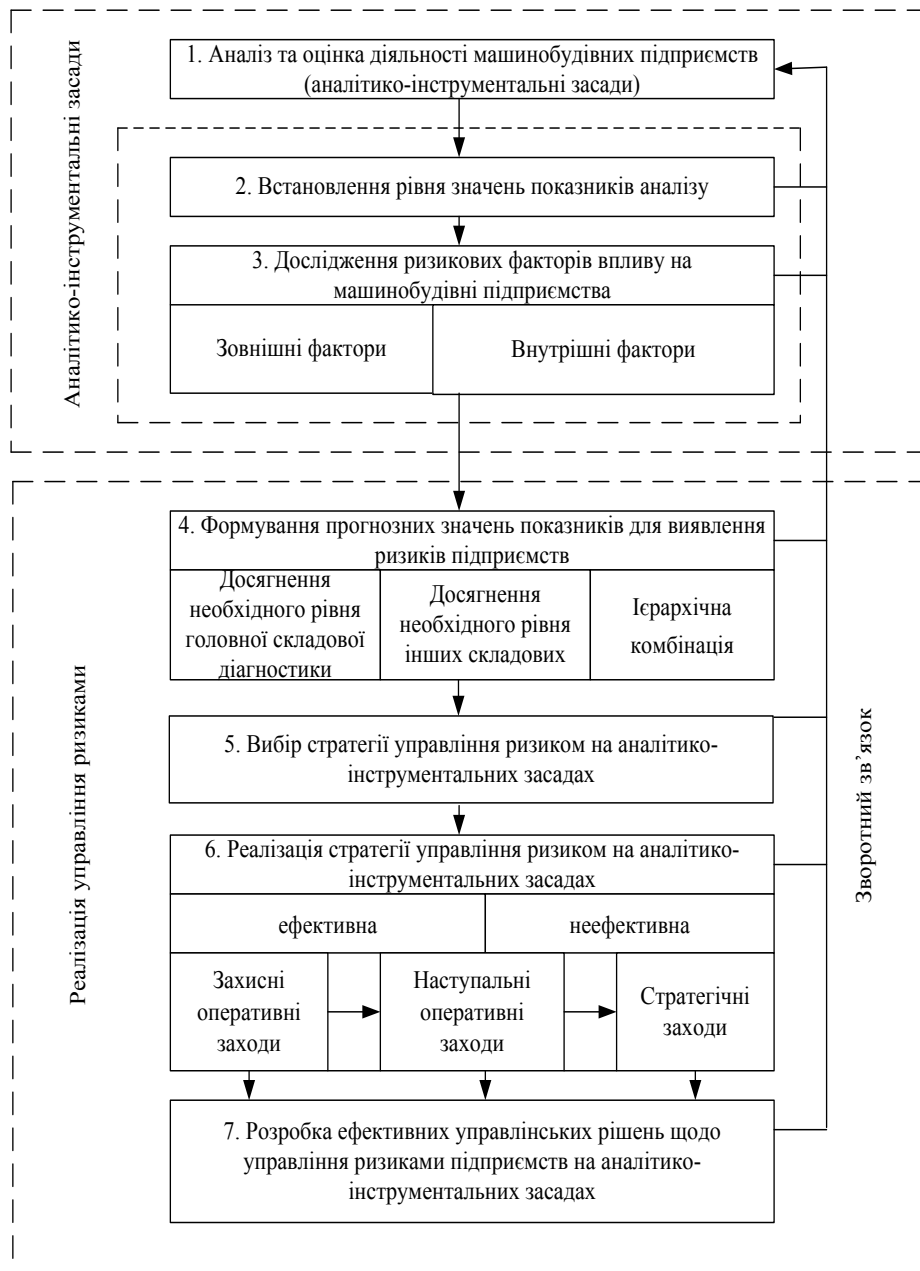 Аналітико-інструментальні засади
1. Аналіз та оцінка діяльності машинобудівних підприємств
(аналітико-інструментальні засади)
2. Встановлення рівня значень показників аналізу
3. Дослідження ризикових факторів впливу на
машинобудівні підприємства
Зовнішні фактори
Внутрішні фактори
Реалізація управління ризиками
4. Формування прогнозних значень показників для виявлення
ризиків підприємств
Досягнення
необхідного рівня
головної складової
діагностики
Досягнення
необхідного рівня
інших складових
Ієрархічна
комбінація
5. Вибір стратегії управління ризиком на аналітико-
інструментальних засадах
6. Реалізація стратегії управління ризиком на аналітико-
інструментальних засадах
ефективна
неефективна
Захисні
оперативні
заходи
Наступальні
оперативні
заходи
Стратегічні
заходи
7. Розробка ефективних управлінських рішень щодо
управління ризиками підприємств на аналітико-
інструментальних засадах
Зворотний зв’язок